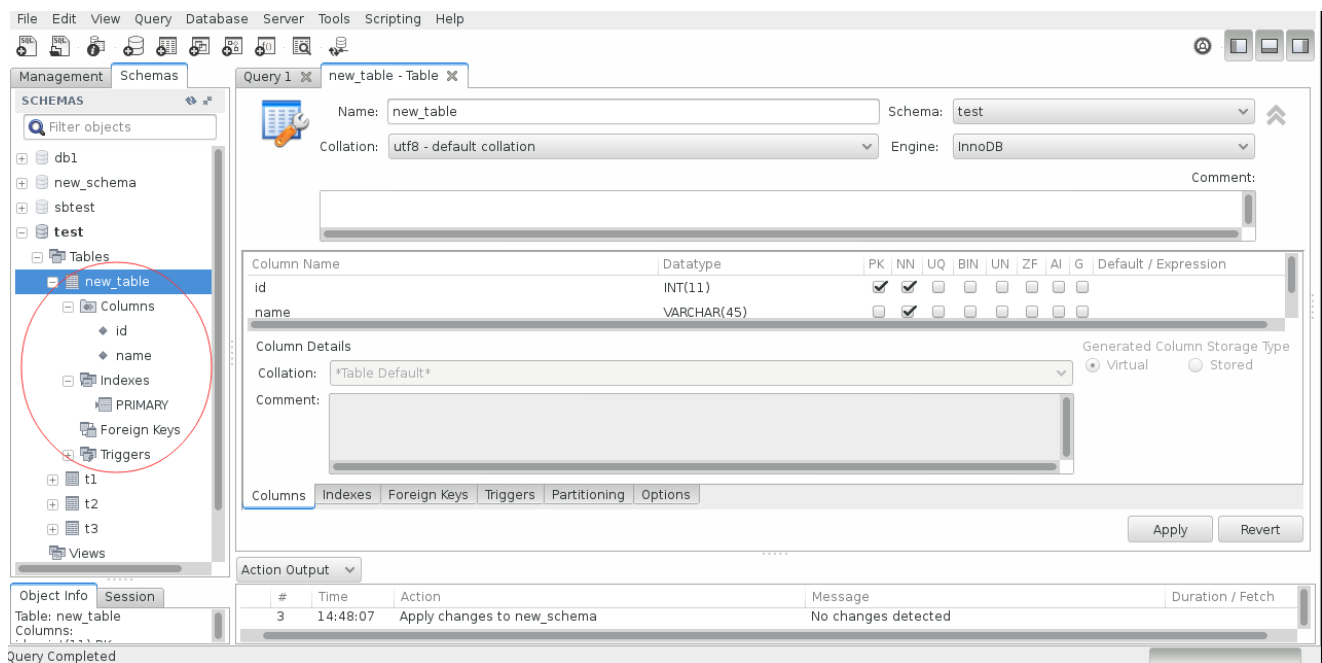 File Edit View Query Database Server Tools Scripting Help
Management Schemas
Query 1 new_table - Table
SCHEMAS
Filter objects
db1
new_schema
sbtest
test
Tables
new_table
Columns
id
name
Indexes
PRIMARY
Foreign Keys
Triggers
t1
t2
t3
Views
Name: new_table Schema: test
Collation: utf8 - default collation Engine: InnoDB
Comment:
Column Name Datatype PK NN UQ BIN UN ZF AI G Default / Expression
id INT(11)
name VARCHAR(45)
Column Details Generated Column Storage Type
Collation: *Table Default* Virtual Stored
Comment:
Columns Indexes Foreign Keys Triggers Partitioning Options
Apply Revert
Action Output
# Time Action Message Duration / Fetch
3 14:48:07 Apply changes to new_schema No changes detected
Object Info Session
Table: new_table
Columns:
Query Completed